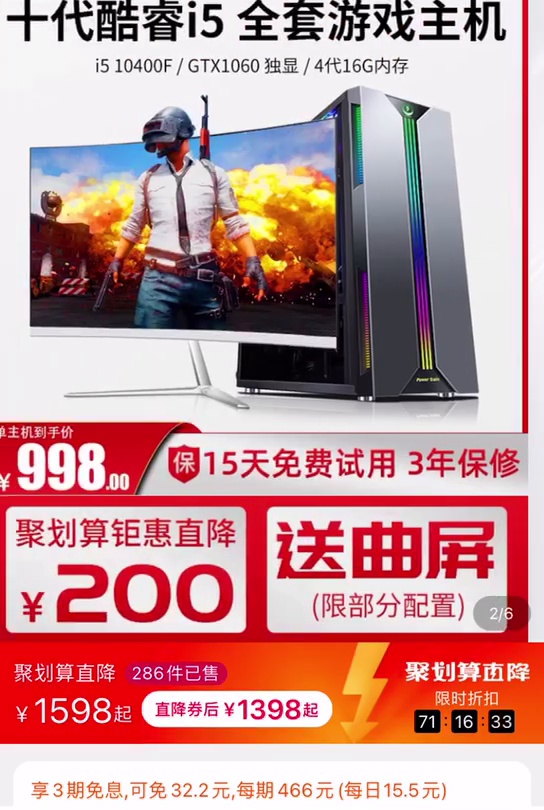 十代酷睿i5 全套游戏主机
i5 10400F / GTX1060 独显 / 4代16G内存
单主机到手价
¥998.00
保 15天免费试用 3年保修
聚划算钜惠直降
¥200
送曲屏
(限部分配置)
2/6
聚划算直降 286件已售
¥1598起 直降券后 ¥1398起
聚划算直降
限时折扣
71:16:33
享3期免息,可免32.2元,每期466元(每日15.5元)